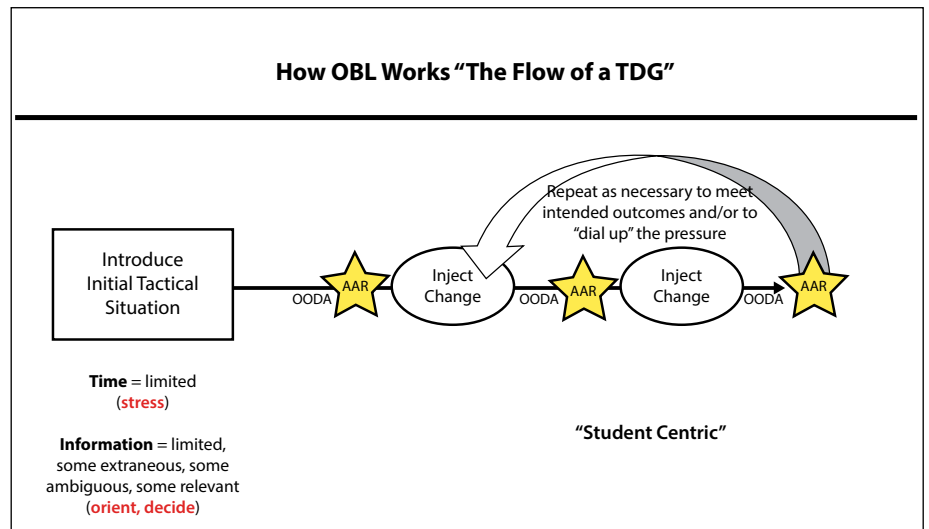 How OBL Works “The Flow of a TDG”
Repeat as necessary to meet
intended outcomes and/or to
“dial up” the pressure
Introduce
Initial Tactical
Situation
OODA
AAR
Inject
Change
OODA
AAR
Inject
Change
OODA
AAR
Time = limited
(stress)
Information = limited,
some extraneous, some
ambiguous, some relevant
(orient, decide)
“Student Centric”